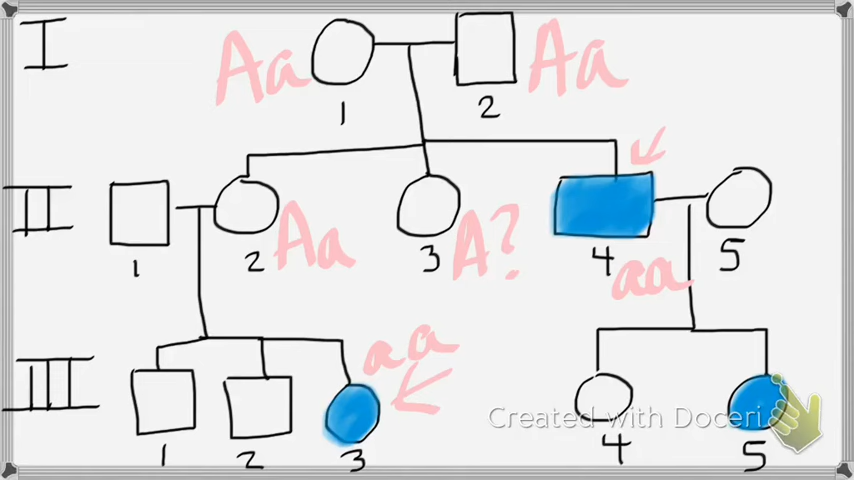 I
Aa Aa
1 2
II
Aa A? aa
1 2 3 4 5
aa
III
Created with Doceri
1 2 3 4 5